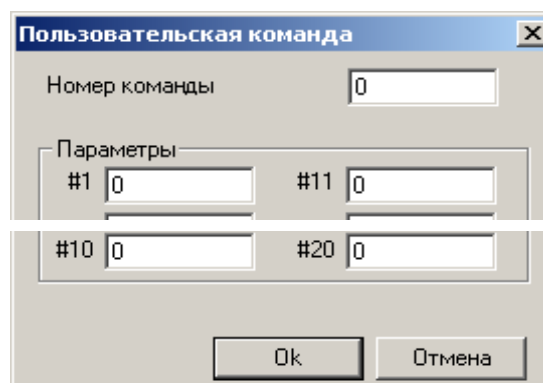 Пользовательская команда
Номер команды 0
Параметры
#1 0 #11 0
#10 0 #20 0
Ok Отмена